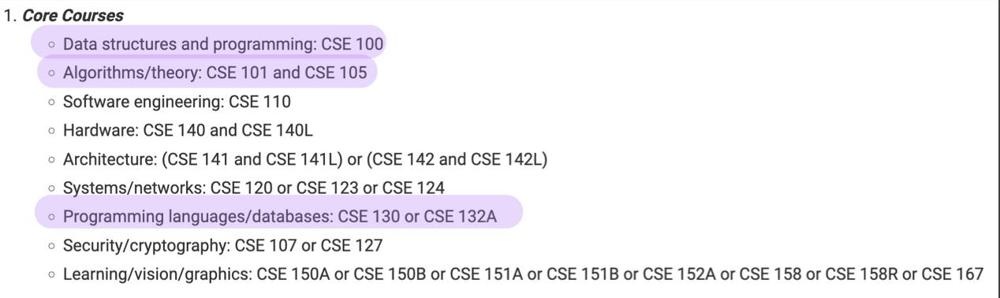 1. Core Courses
○ Data structures and programming: CSE 100
○ Algorithms/theory: CSE 101 and CSE 105
○ Software engineering: CSE 110
○ Hardware: CSE 140 and CSE 140L
○ Architecture: (CSE 141 and CSE 141L) or (CSE 142 and CSE 142L)
○ Systems/networks: CSE 120 or CSE 123 or CSE 124
○ Programming languages/databases: CSE 130 or CSE 132A
○ Security/cryptography: CSE 107 or CSE 127
○ Learning/vision/graphics: CSE 150A or CSE 150B or CSE 151A or CSE 151B or CSE 152A or CSE 158 or CSE 158R or CSE 167